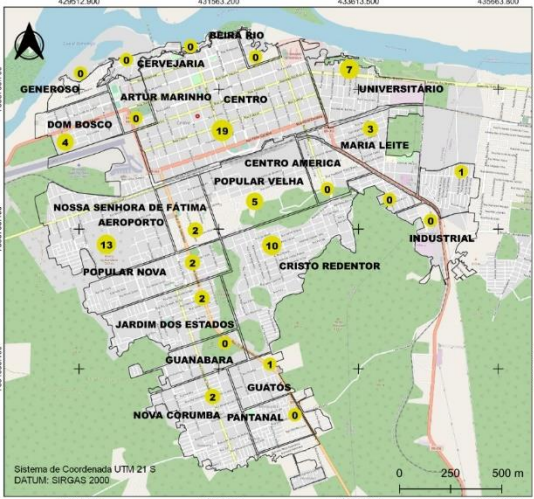 429512.900 431563.200 433613.500 435663.800
BEIRA RIO
0
0
CERVEJARIA
0
0
7
GENEROSO
UNIVERSITÁRIO
ARTUR MARINHO
CENTRO
0
DOM BOSCO
19
3
4
MARIA LEITE
CENTRO AMERICA
1
POPULAR VELHA
0
0
NOSSA SENHORA DE FÁTIMA
5
AEROPORTO
0
2
INDUSTRIAL
13
10
2
CRISTO REDENTOR
POPULAR NOVA
2
JARDIM DOS ESTADOS
0
GUANABARA
1
GUATOS
2
NOVA CORUMBA
PANTANAL
0
Sistema de Coordenada UTM 21 S
DATUM: SIRGAS 2000
0 250 500 m